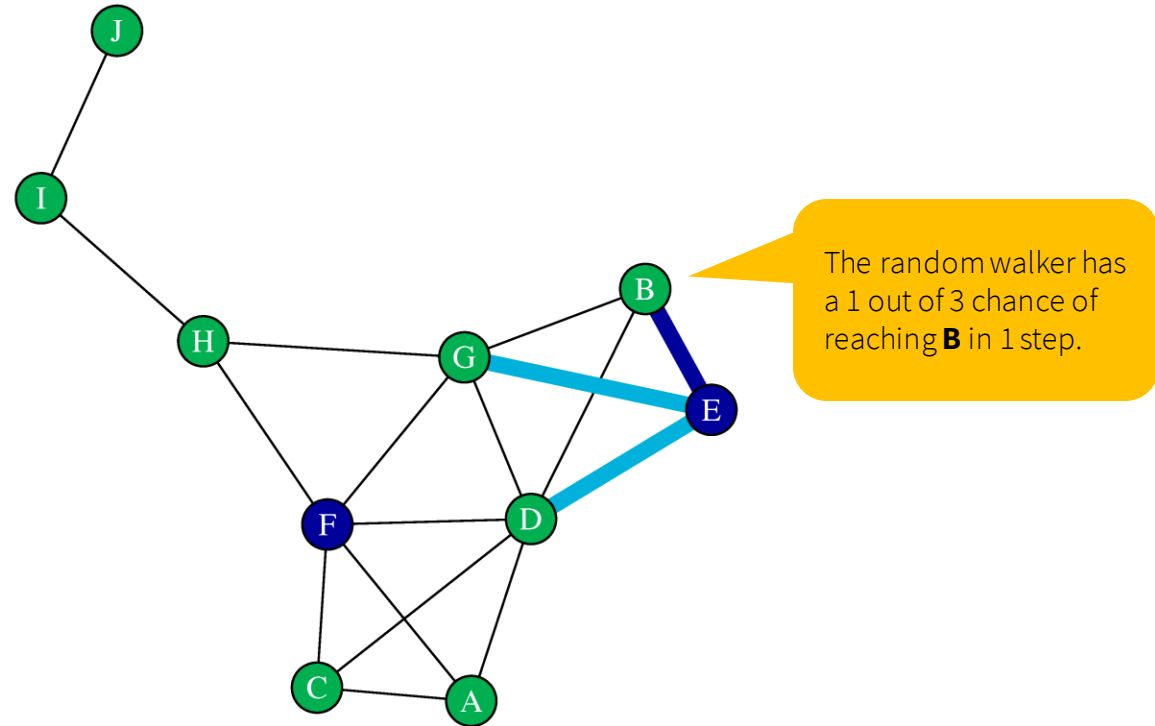 J
I
B
The random walker has
a 1 out of 3 chance of
reaching B in 1 step.
H
G
E
F
D
C
A